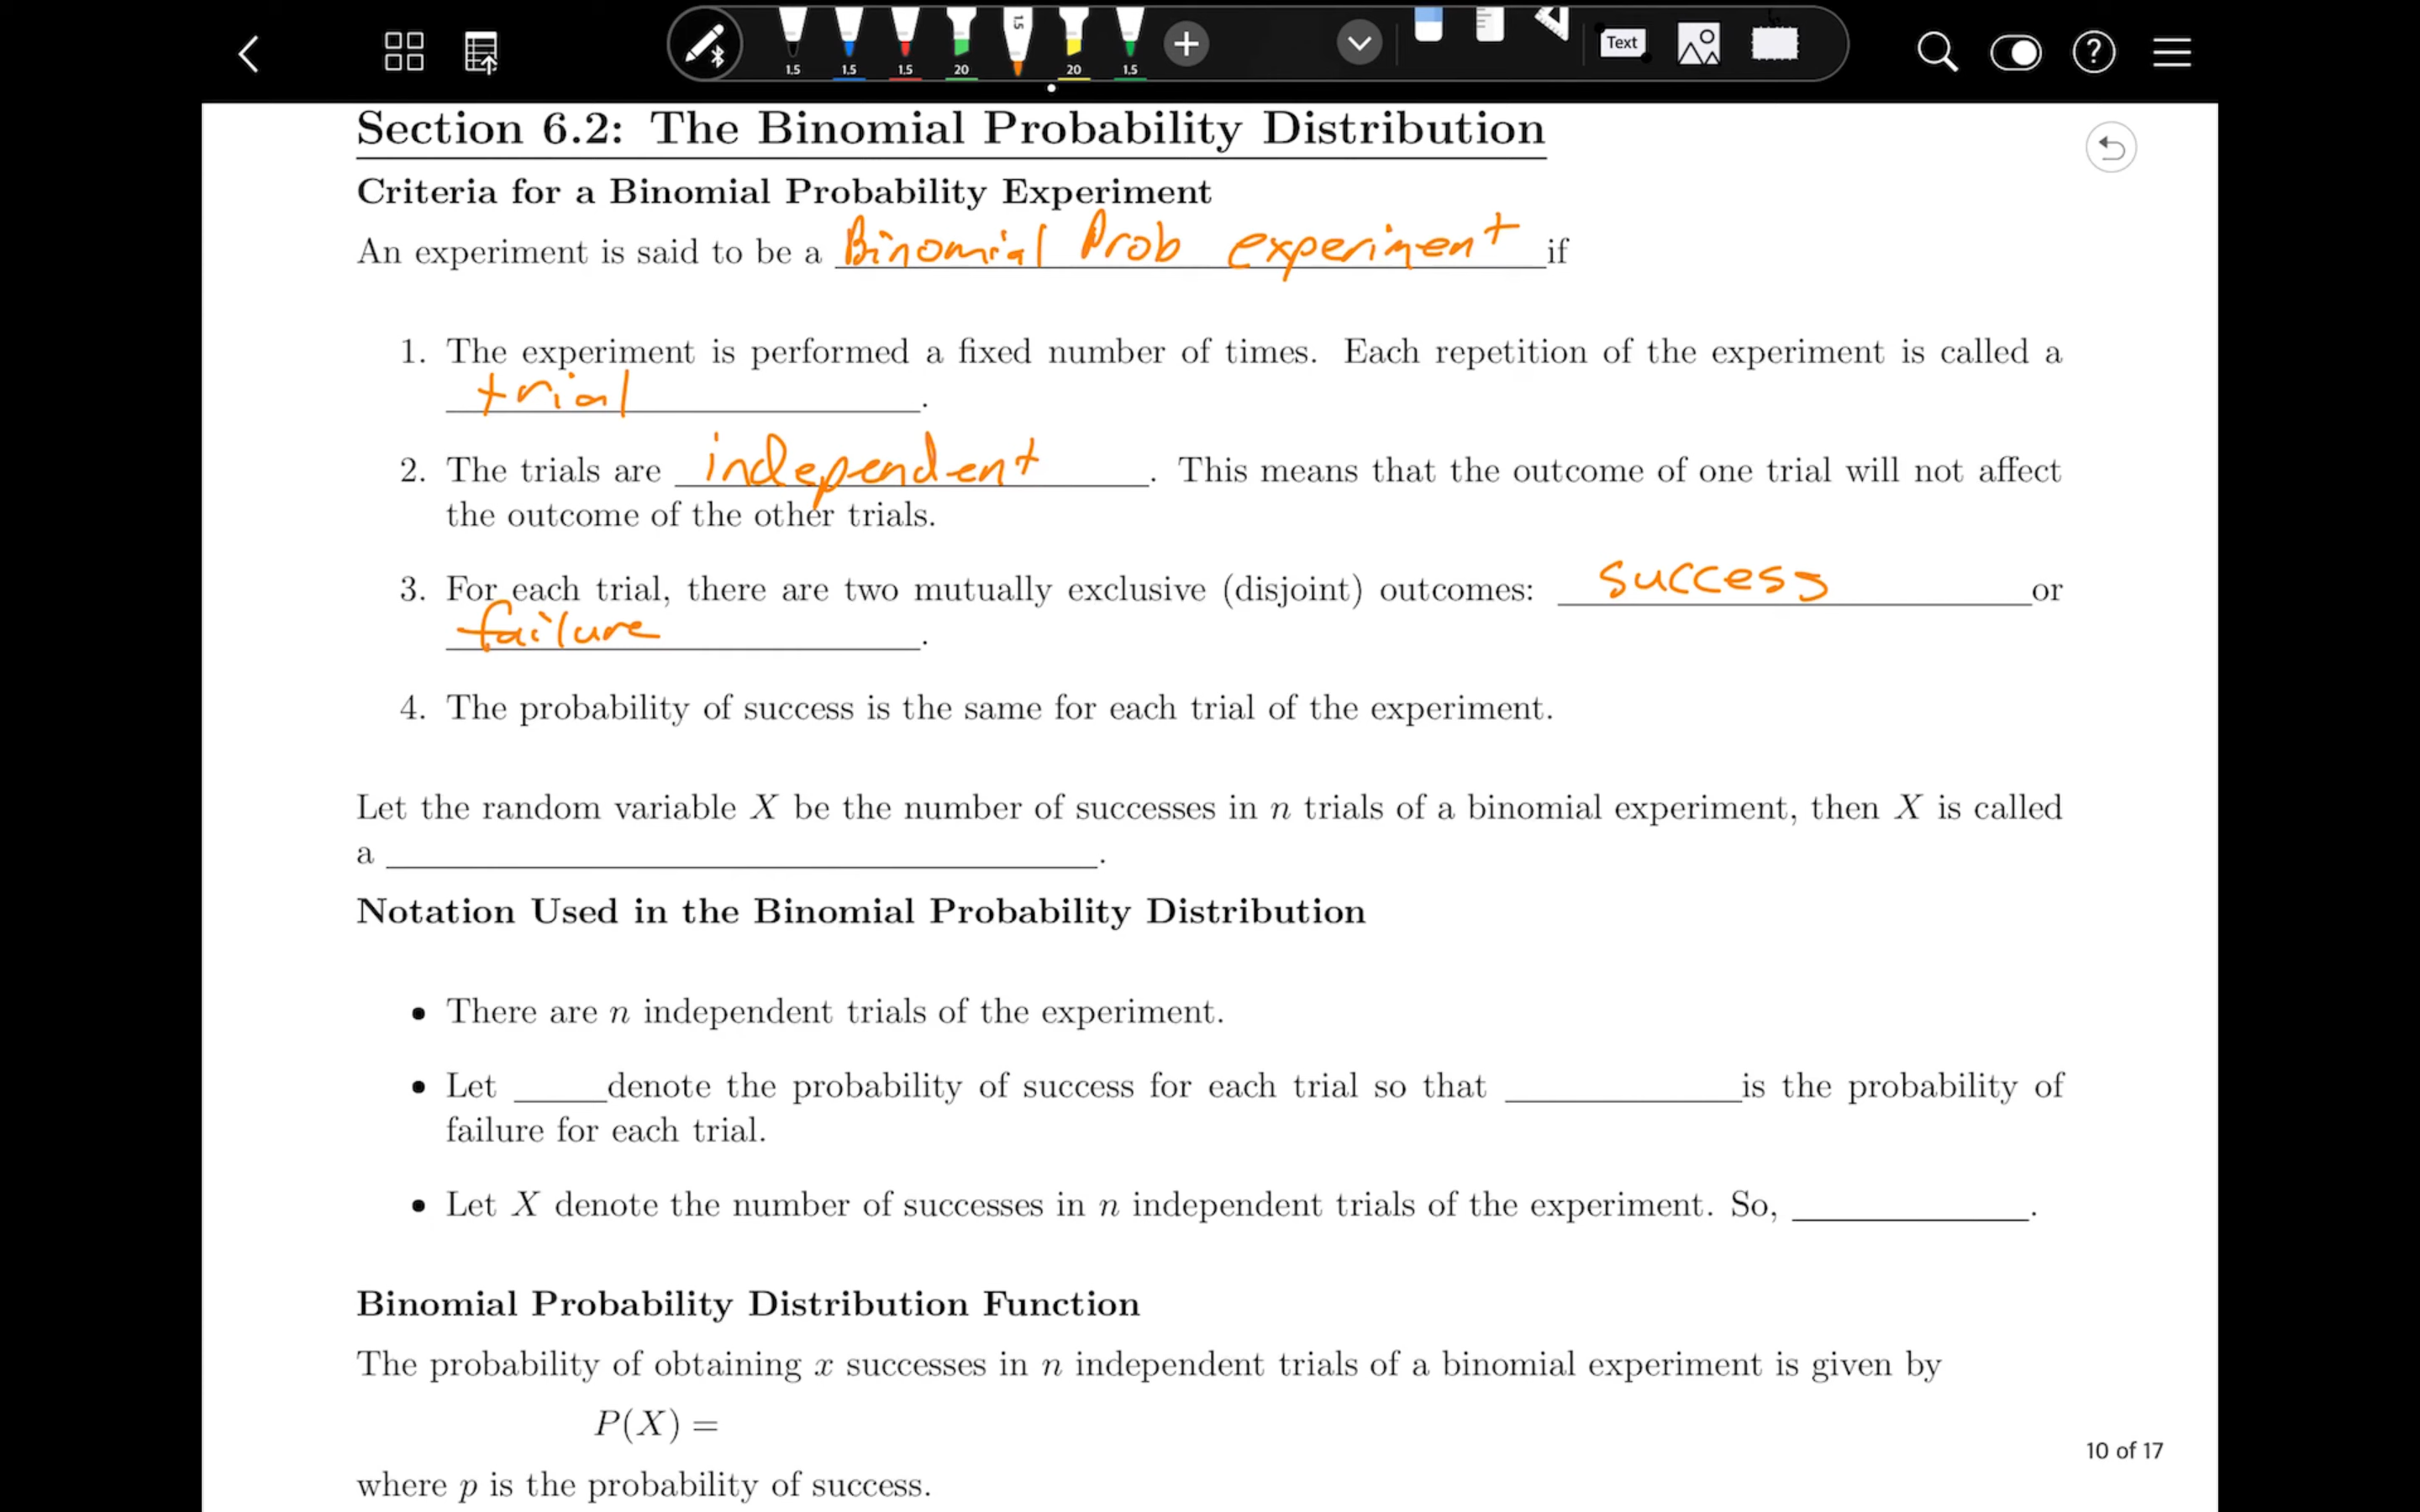 1.5 1.5 1.5 20 1.5 20 1.5 Text ?
Section 6.2: The Binomial Probability Distribution
Criteria for a Binomial Probability Experiment
An experiment is said to be a Binomial Prob experiment if
1. The experiment is performed a fixed number of times. Each repetition of the experiment is called a
trial.
2. The trials are independent. This means that the outcome of one trial will not affect
the outcome of the other trials.
3. For each trial, there are two mutually exclusive (disjoint) outcomes: success or
failure.
4. The probability of success is the same for each trial of the experiment.
Let the random variable X be the number of successes in n trials of a binomial experiment, then X is called
a ____________________.
Notation Used in the Binomial Probability Distribution
• There are n independent trials of the experiment.
• Let _____ denote the probability of success for each trial so that __________ is the probability of
failure for each trial.
• Let X denote the number of successes in n independent trials of the experiment. So, __________.
Binomial Probability Distribution Function
The probability of obtaining x successes in n independent trials of a binomial experiment is given by
P(X) =
10 of 17
where p is the probability of success.